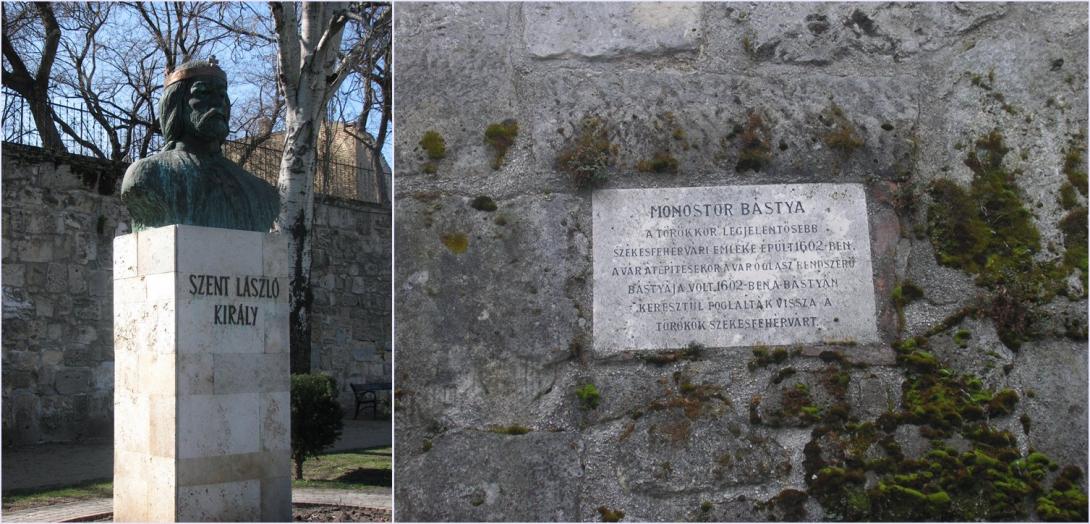 SZENT LÁSZLÓ
KIRÁLY
MONOSTOR BÁSTYA
A TÖRÖKKOR LEGJELENTŐSEBB
SZÉKESFEHÉRVÁRI EMLÉKE ÉPÜLT 1602-BEN.
A VÁR ÁTÉPÍTÉSEKOR A VÁR OLASZ RENDSZERŰ
BÁSTYÁJA VOLT. 1602-BEN A BÁSTYÁN
KERESZTÜL FOGLALTÁK VISSZA A
TÖRÖKÖK SZÉKESFEHÉRVÁRT.